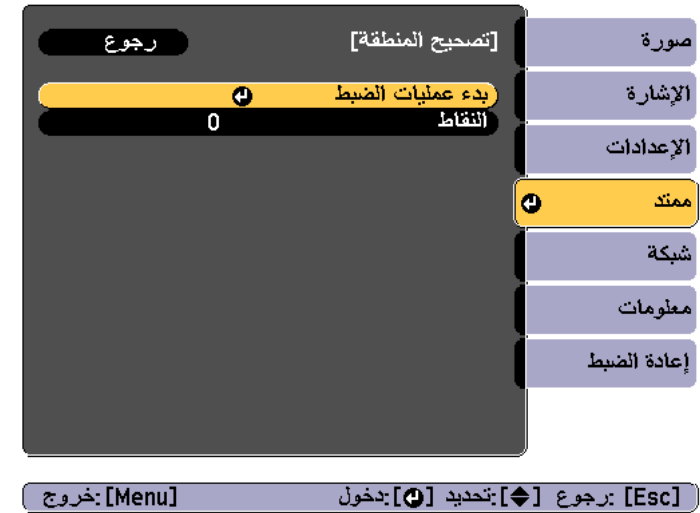 [تصحيح المنطقة] رجوع
بدء عمليات الضبط
النقاط 0
صورة
الإشارة
الإعدادات
ممتد
شبكة
معلومات
إعادة الضبط
[Esc] :رجوع [◆]:تحديد [↵]:دخول [Menu]:خروج